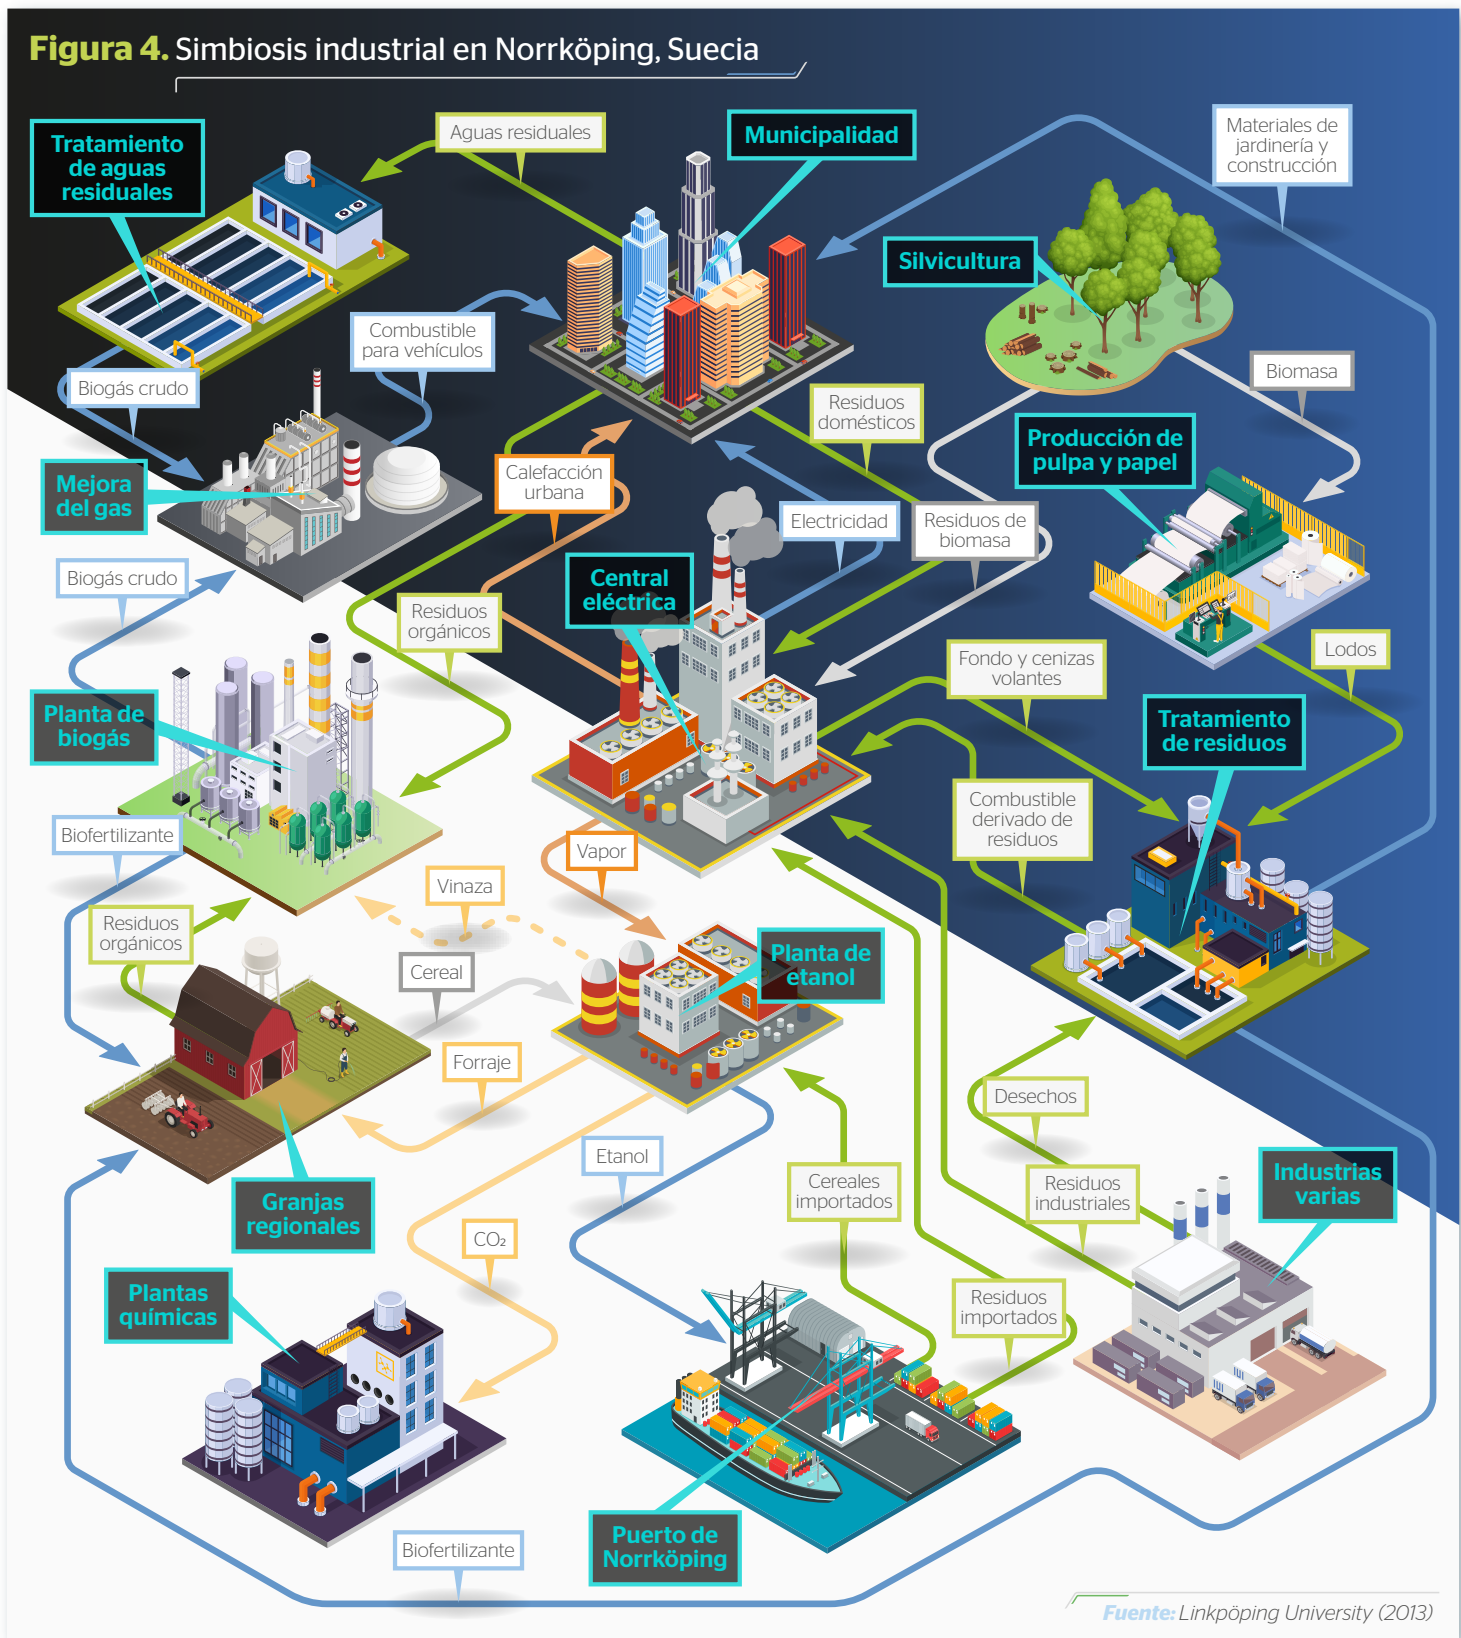 Figura 4. Simbiosis industrial en Norrköping, Suecia
Aguas residuales
Municipalidad
Materiales de
jardinería y
construcción
Tratamiento
de aguas
residuales
Silvicultura
Combustible
para vehículos
Biogás crudo
Biomasa
Residuos
domésticos
Producción de
pulpa y papel
Calefacción
urbana
Mejora
del gas
Electricidad
Residuos de
biomasa
Biogás crudo
Central
eléctrica
Residuos
orgánicos
Fondo y cenizas
volantes
Lodos
Planta de
biogás
Tratamiento
de residuos
Combustible
derivado de
residuos
Biofertilizante
Vapor
Vinaza
Residuos
orgánicos
Cereal
Planta de
etanol
Forraje
Desechos
Etanol
Cereales
importados
Residuos
industriales
Industrias
varias
Granjas
regionales
CO₂
Plantas
químicas
Residuos
importados
Puerto de
Norrköping
Biofertilizante
Fuente: Linkpöping University (2013)